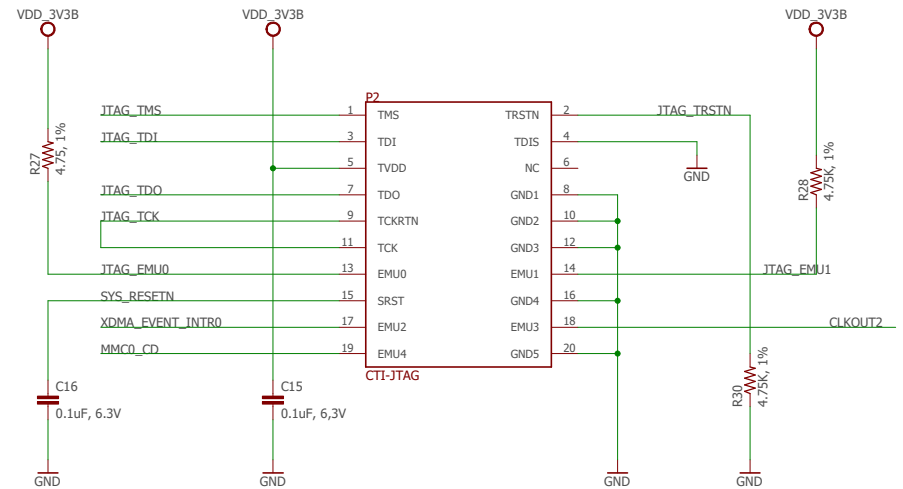 VDD_3V3B
VDD_3V3B
VDD_3V3B
P2
JTAG_TMS 1 TMS TRSTN 2 JTAG_TRSTN
JTAG_TDI 3 TDI TDIS 4
R27
4.75, 1%
5 TVDD NC 6
GND
R28
4.75K, 1%
JTAG_TDO 7 TDO GND1 8
JTAG_TCK 9 TCKRTN GND2 10
11 TCK GND3 12
JTAG_EMU0 13 EMU0 EMU1 14 JTAG_EMU1
SYS_RESETN 15 SRST GND4 16
XDMA_EVENT_INTR0 17 EMU2 EMU3 18 CLKOUT2
MMC0_CD 19 EMU4 GND5 20
CTI-JTAG
R30
4.75K, 1%
C16
0.1uF, 6.3V
C15
0.1uF, 6,3V
GND
GND
GND
GND